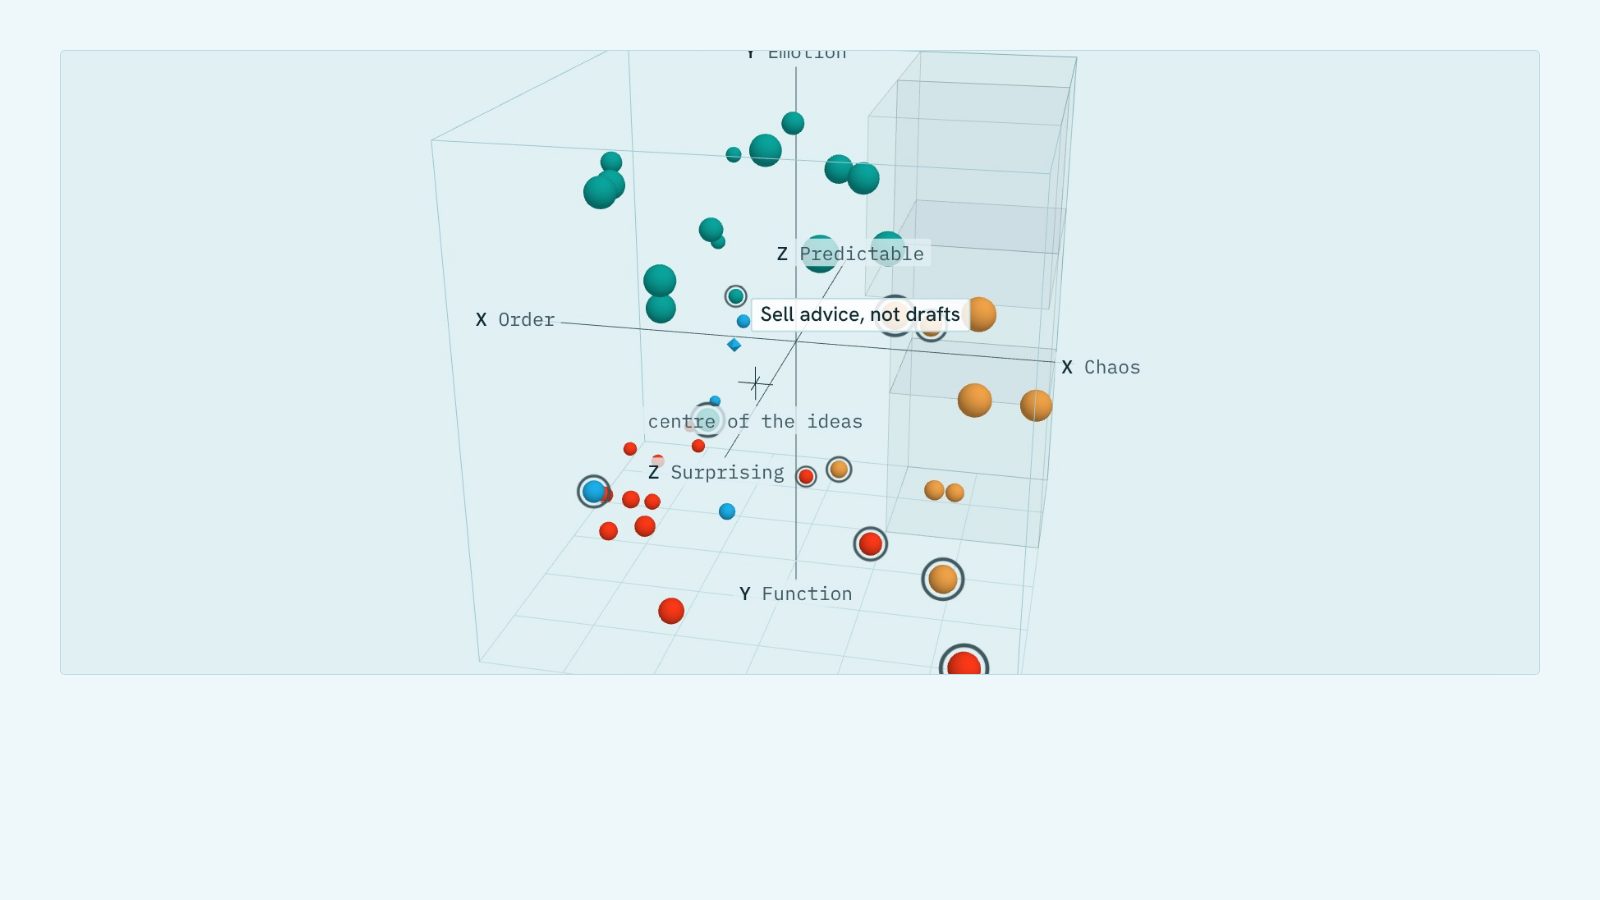 Y Emotion
Z Predictable
Sell advice, not drafts
X Order
X Chaos
centre of the ideas
Z Surprising
Y Function